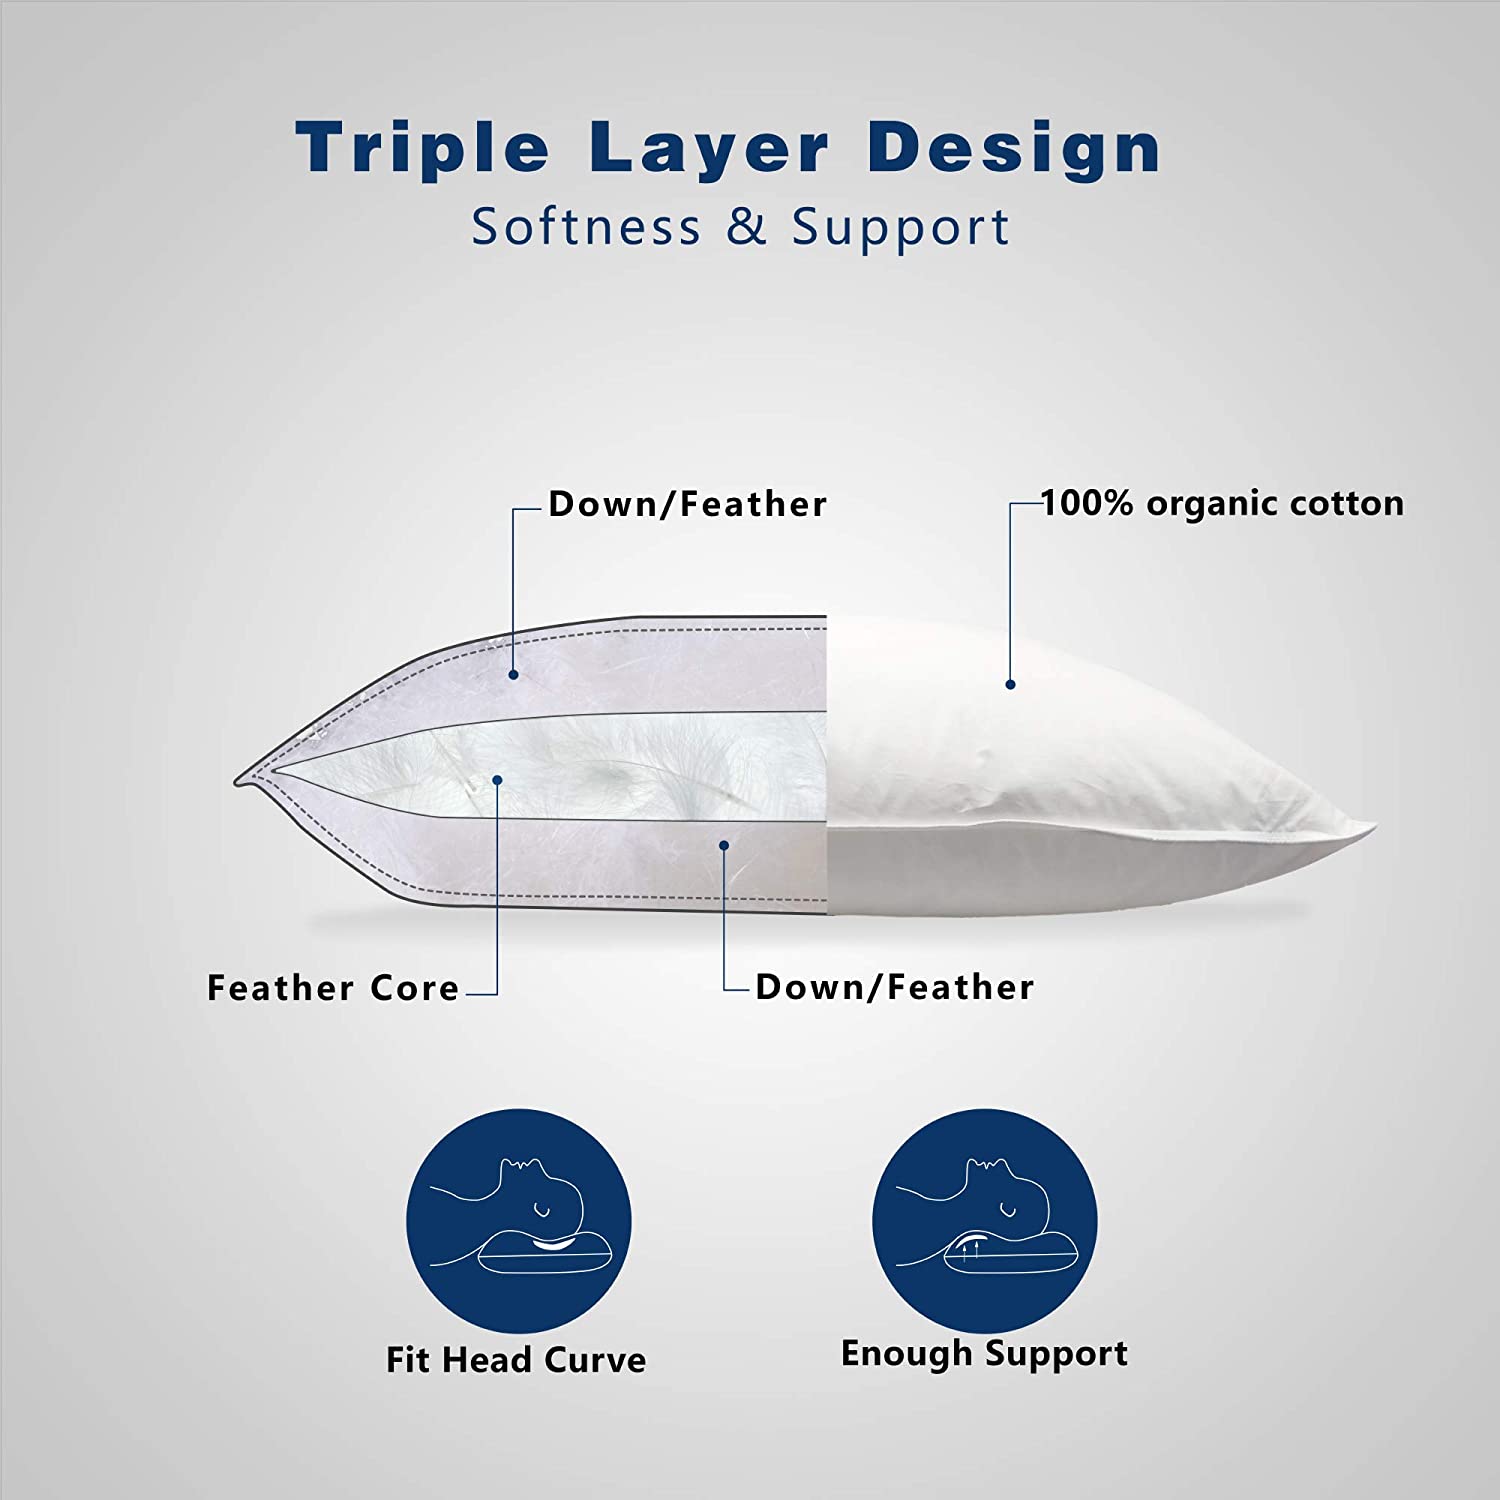 Triple Layer Design
Softness & Support
Down/Feather
100% organic cotton
Feather Core
Down/Feather
Fit Head Curve
Enough Support